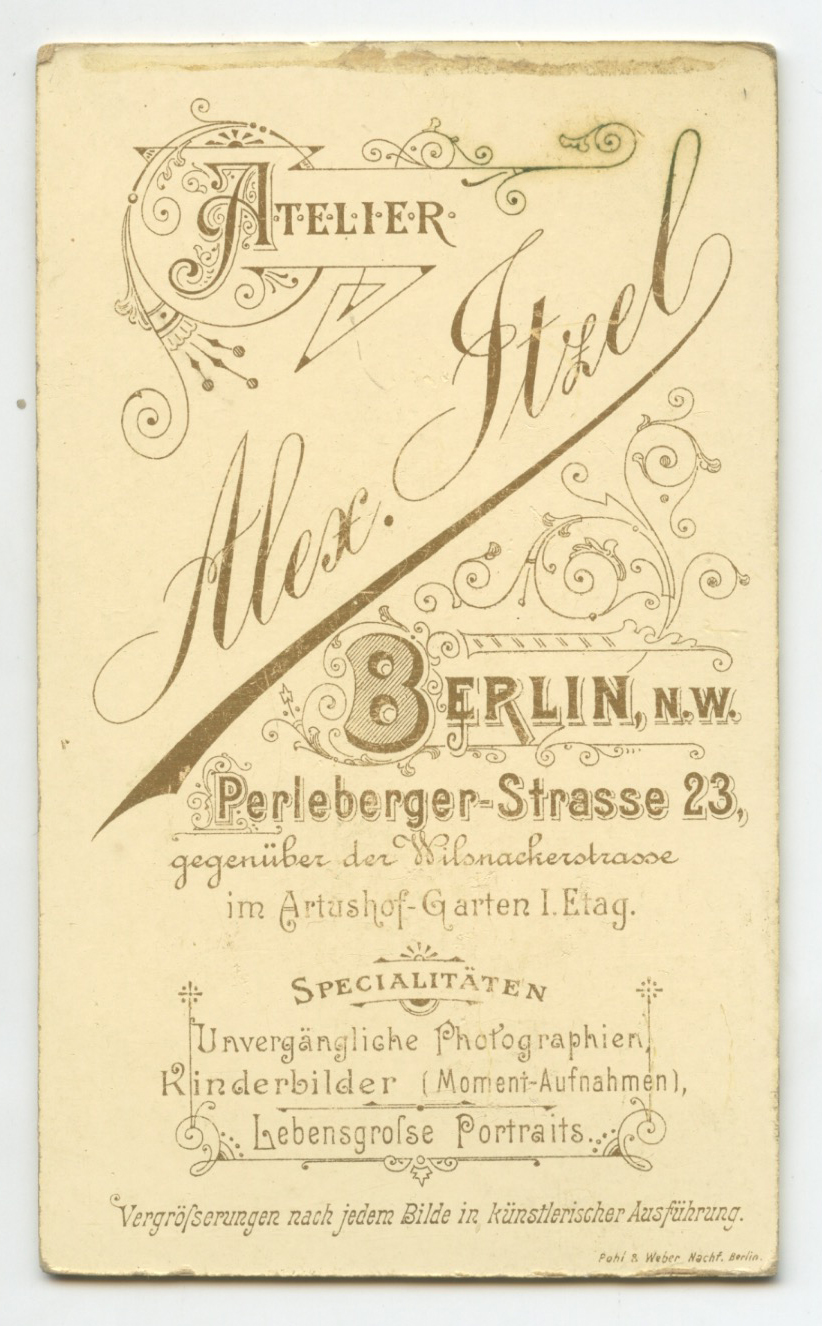 ATELIER
Alex. Itzel
BERLIN, N.W.
Perleberger-Strasse 23,
gegenüber der Wilsnackerstrasse
im Artushof-Garten I. Etag.
SPECIALITÄTEN
Unvergängliche Photographien,
Kinderbilder (Moment-Aufnahmen),
Lebensgroſse Portraits.
Vergröſserungen nach jedem Bilde in künstlerischer Ausführung.
Pohl & Weber Nachf. Berlin.